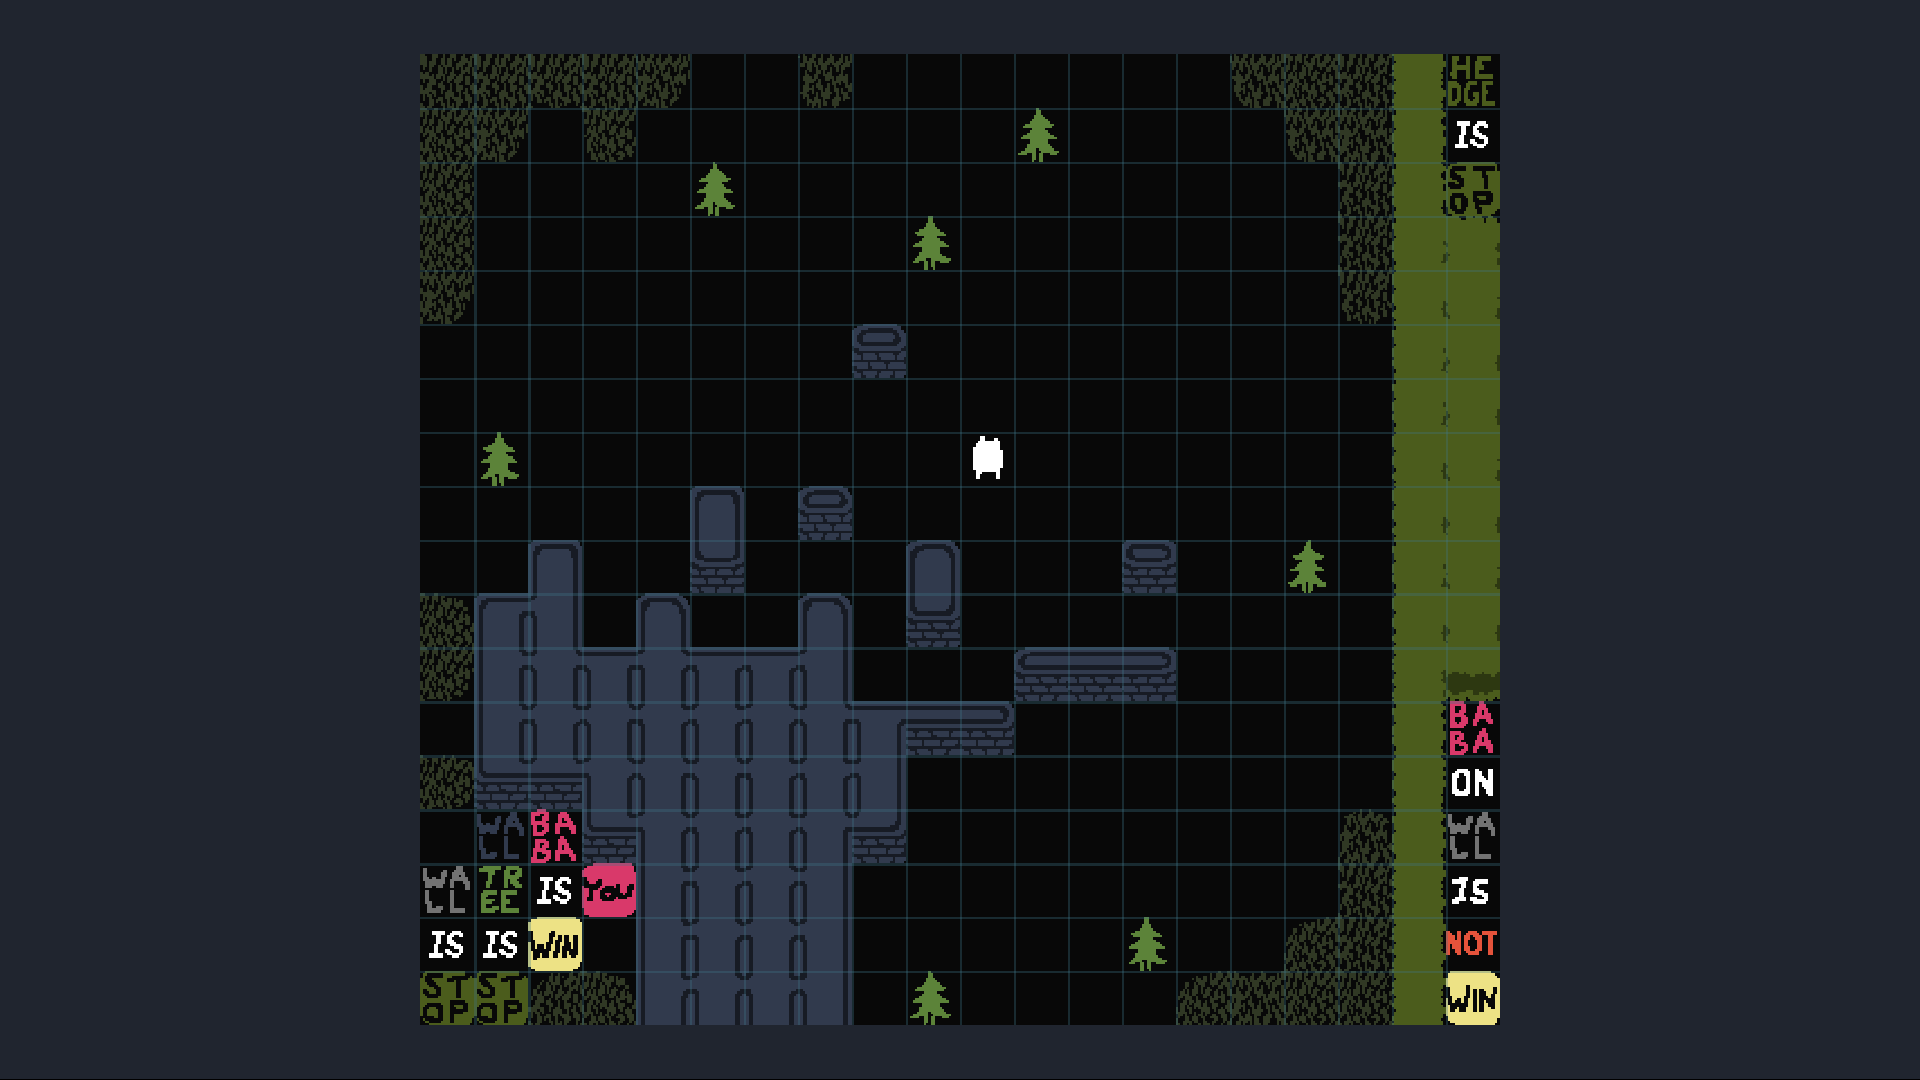 HEDGE
IS
STOP
BABA
ON
WALL
WALL BABA
WALL TREE IS YOU
IS
IS IS WIN
NOT
STOP STOP
WIN